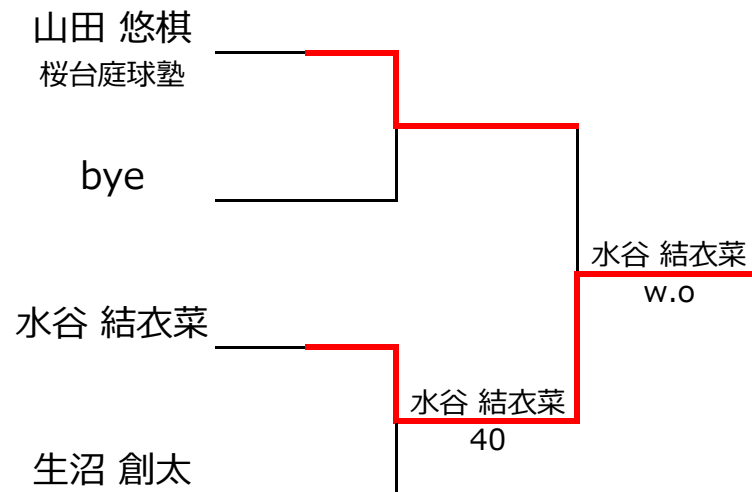 山田 悠棋
桜台庭球塾
bye
水谷 結衣菜
w.o
水谷 結衣菜
水谷 結衣菜
40
生沼 創太